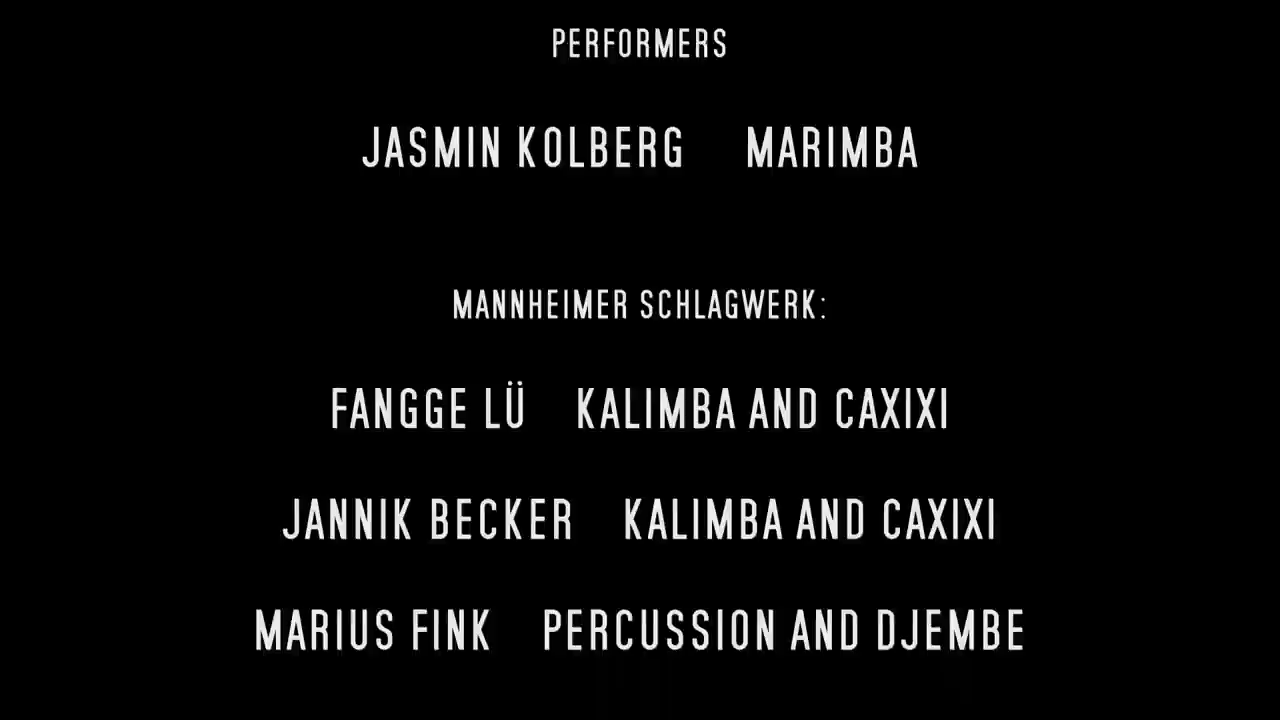 PERFORMERS
JASMIN KOLBERG MARIMBA
MANNHEIMER SCHLAGWERK:
FANGGE LÜ KALIMBA AND CAXIXI
JANNIK BECKER KALIMBA AND CAXIXI
MARIUS FINK PERCUSSION AND DJEMBE